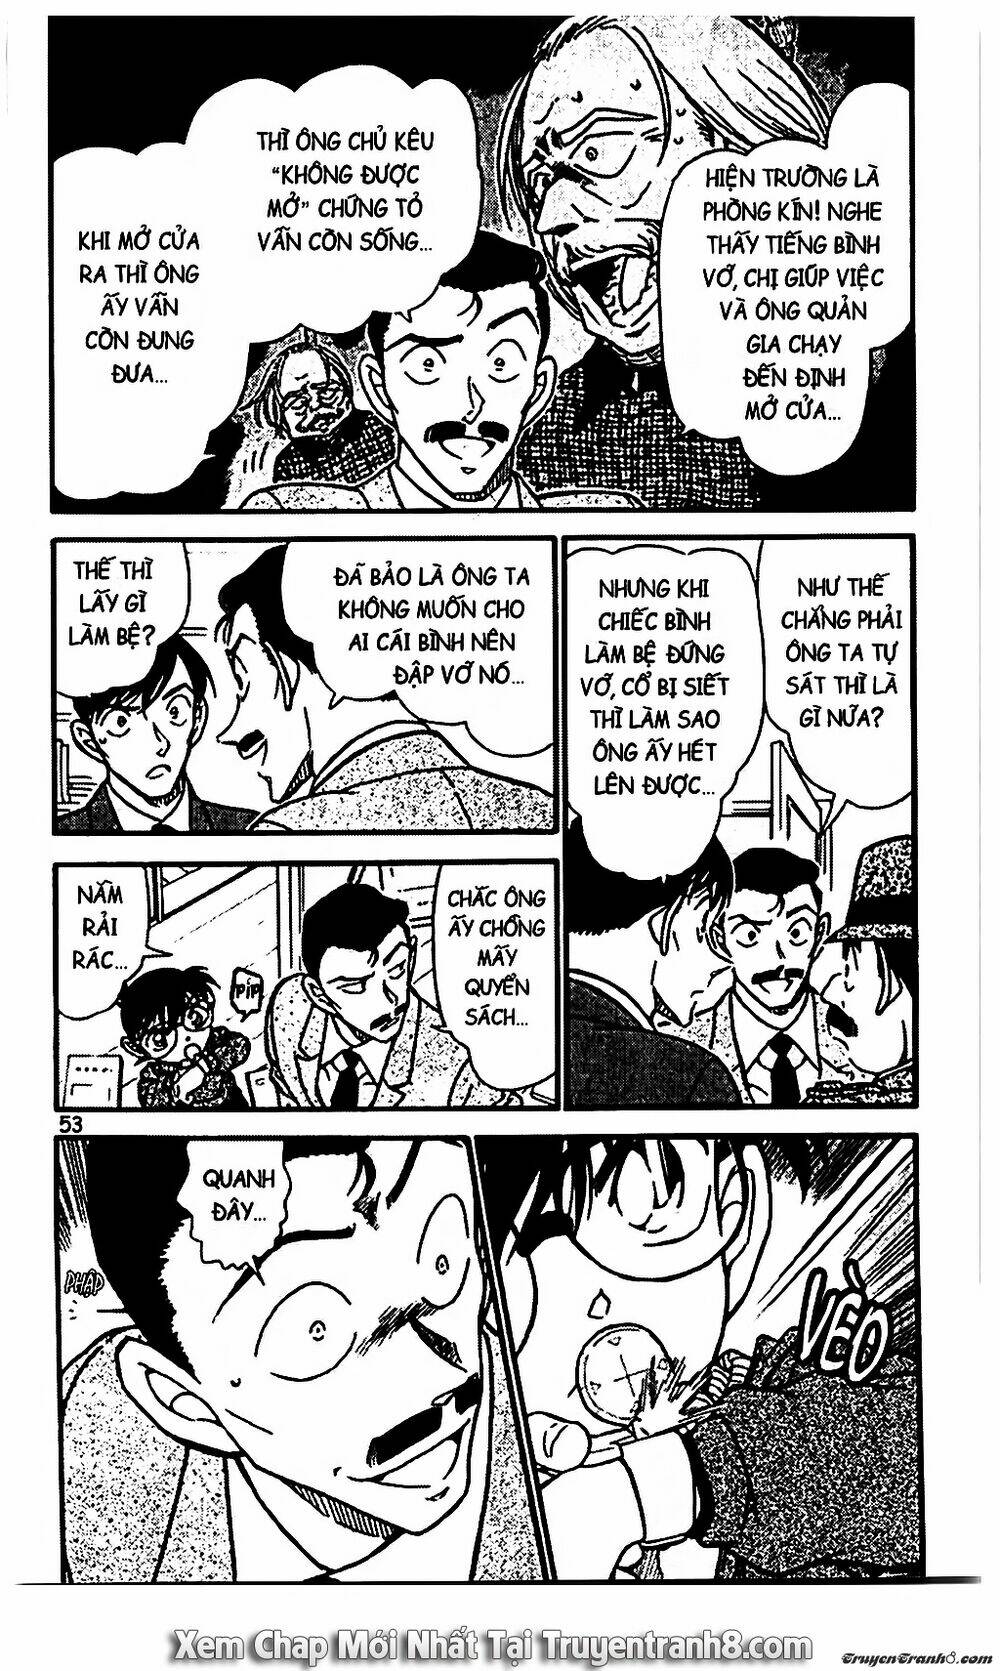 HIỆN TRƯỜNG LÀ
PHÒNG KÍN! NGHE
THẤY TIẾNG BÌNH
VỠ, CHỊ GIÚP VIỆC
VÀ ÔNG QUẢN
GIA CHẠY
ĐẾN ĐỊNH
MỞ CỬA...
THÌ ÔNG CHỦ KÊU
"KHÔNG ĐƯỢC
MỞ" CHỨNG TỎ
VẪN CÒN SỐNG...
KHI MỞ CỬA
RA THÌ ÔNG
ẤY VẪN
CÒN ĐUNG
ĐƯA...
NHƯ THẾ
CHẲNG PHẢI
ÔNG TA TỰ
SÁT THÌ LÀ
GÌ NỮA?
NHƯNG KHI
CHIẾC BÌNH
LÀM BỆ ĐỨNG
VỠ, CỔ BỊ SIẾT
THÌ LÀM SAO
ÔNG ẤY HÉT
LÊN ĐƯỢC...
ĐÃ BẢO LÀ ÔNG TA
KHÔNG MUỐN CHO
AI CÁI BÌNH NÊN
ĐẬP VỠ NÓ...
THẾ THÌ
LẤY GÌ
LÀM BỆ?
CHẮC ÔNG
ẤY CHỒNG
MẤY
QUYỂN
SÁCH...
NẰM
RẢI
RÁC...
PÍP
53
VÈO
QUANH
ĐÂY...
PHẬP
Xem Chap Mới Nhất Tại Truyentranh8.com
TruyenTranh8.com